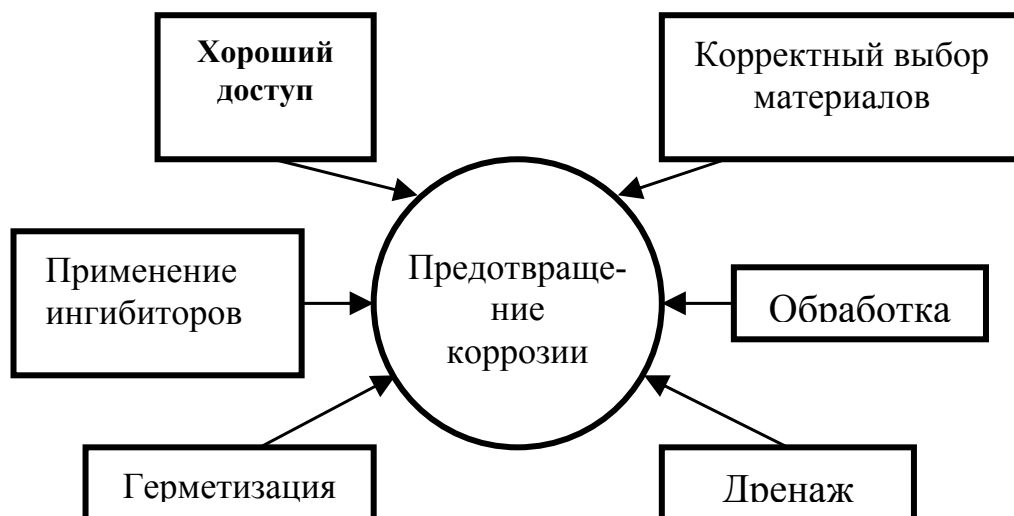 Хороший
доступ
Корректный выбор
материалов
Применение
ингибиторов
Предотвраще-
ние
коррозии
Обработка
Герметизация
Дренаж